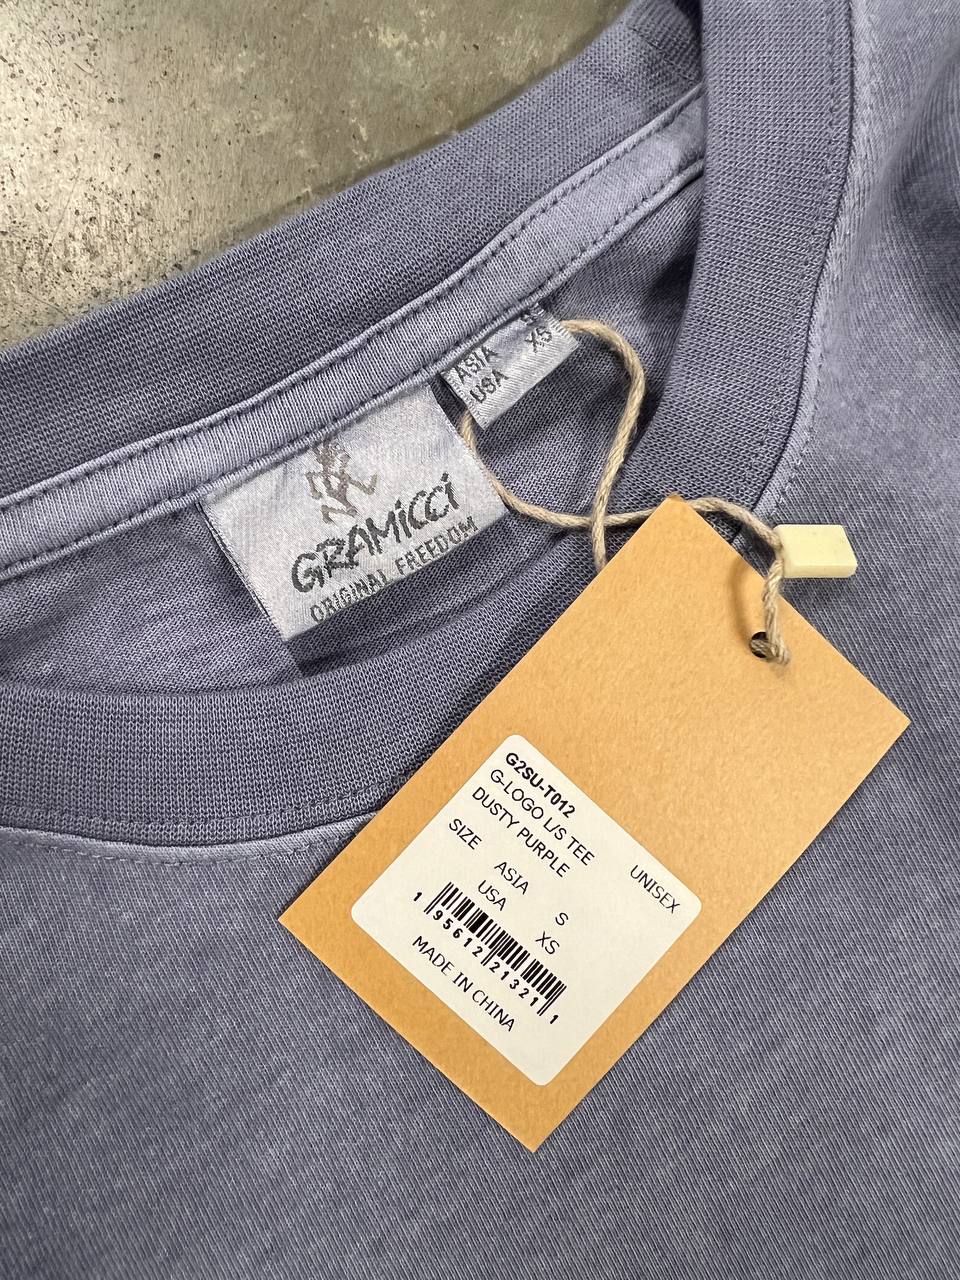 ASIA
USA XS
GRAMiCCi
ORIGINAL FREEDOM
G2SU-T012
G-LOGO L/S TEE
DUSTY PURPLE UNISEX
SIZE ASIA S
USA XS
1 95612 21321 1
MADE IN CHINA